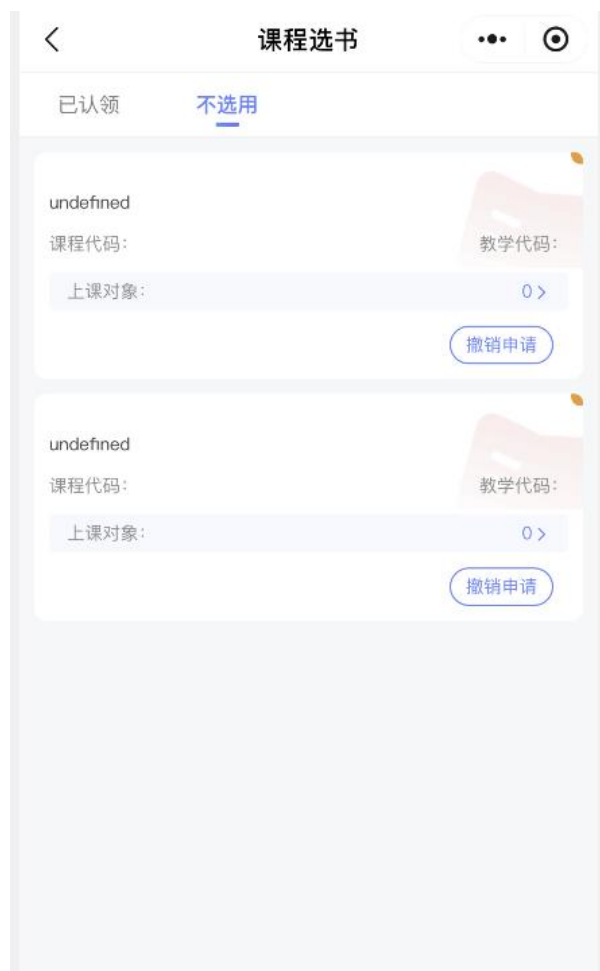 课程选书
已认领 不选用
undefined
课程代码： 教学代码：
上课对象： 0
撤销申请
undefined
课程代码： 教学代码：
上课对象： 0
撤销申请